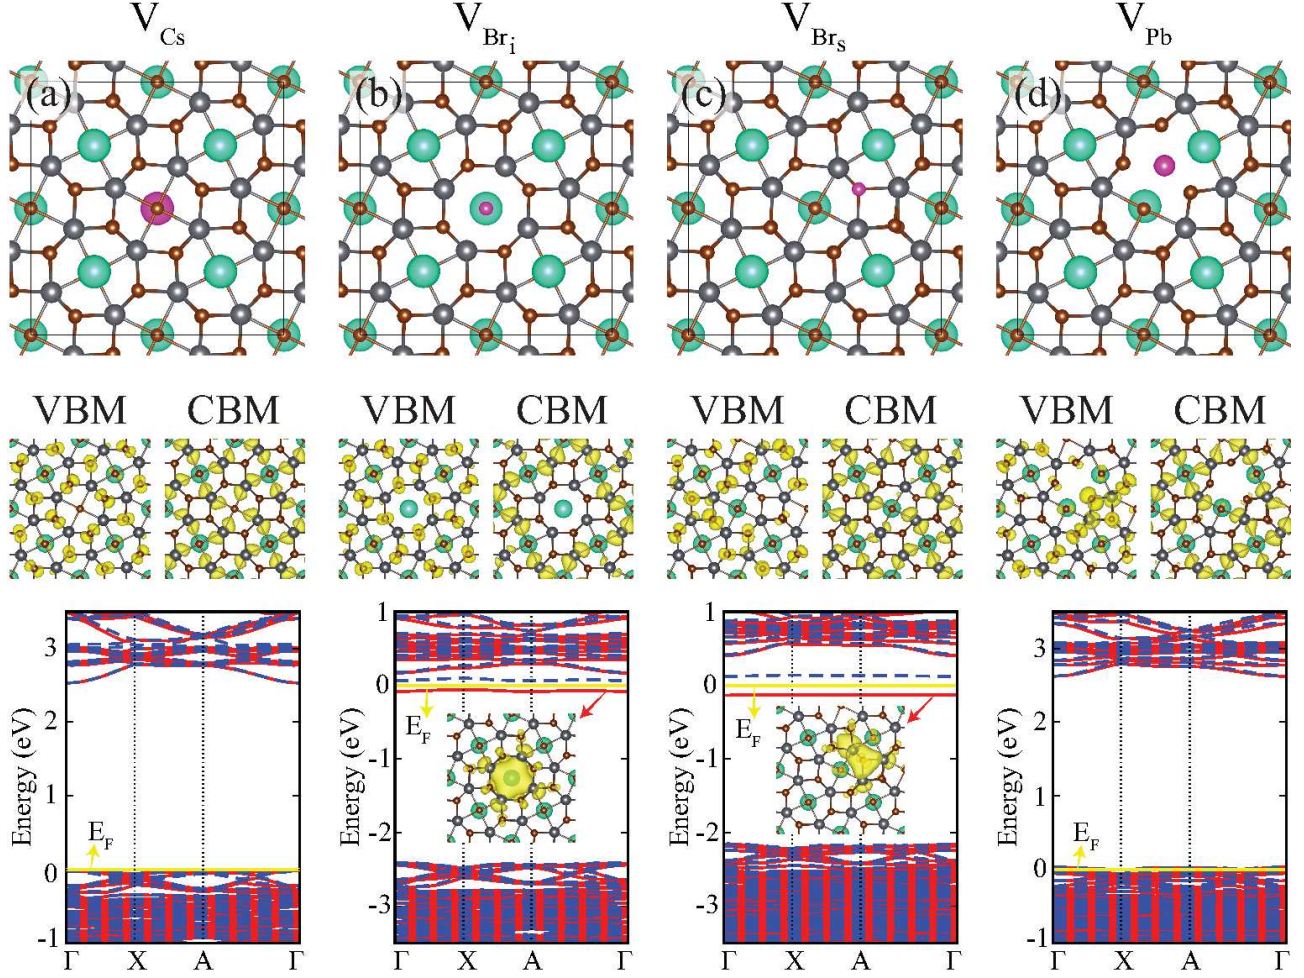 V_Cs V_Br_i V_Br_s V_Pb
(a) (b) (c) (d)
VBM CBM VBM CBM VBM CBM VBM CBM
Energy (eV)
3
2
1
0
-1
E_F
Γ X A Γ
Energy (eV)
1
0
-1
-2
-3
E_F
Γ X A Γ
Energy (eV)
1
0
-1
-2
-3
E_F
Γ X A Γ
Energy (eV)
3
2
1
0
-1
E_F
Γ X A Γ